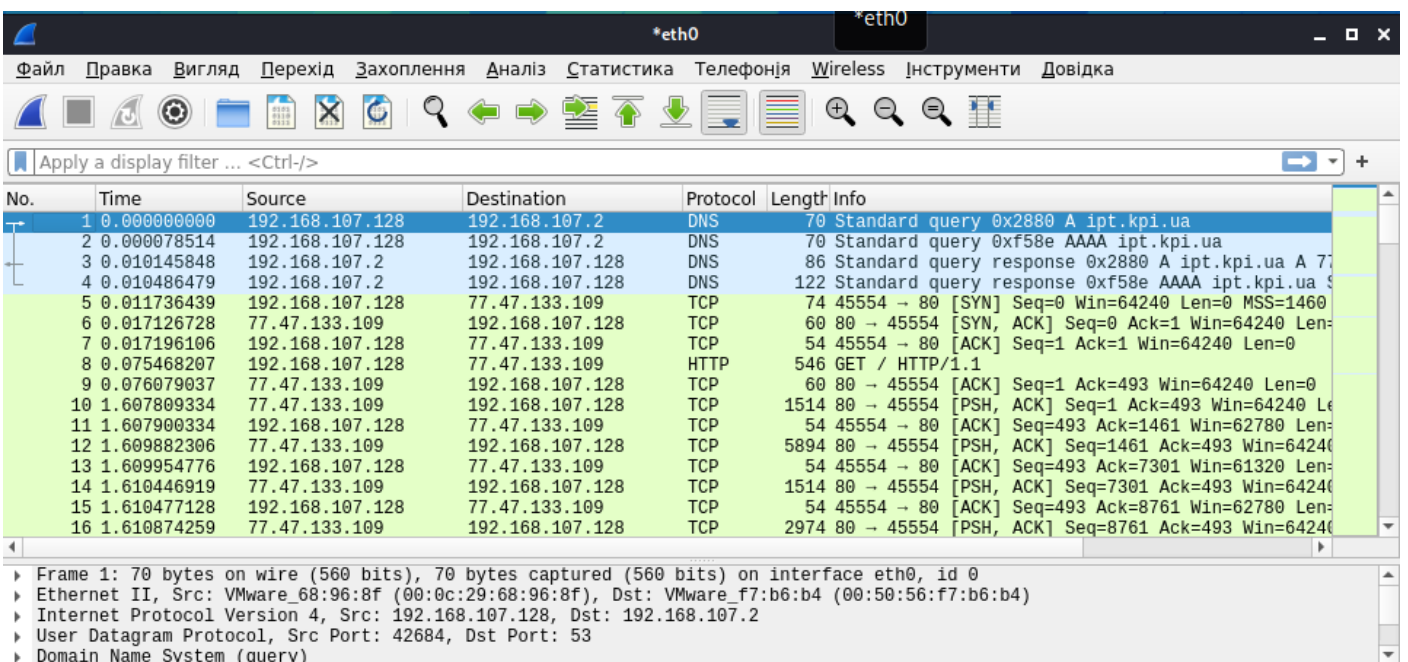 *eth0
*eth0
Файл Правка Вигляд Перехід Захоплення Аналіз Статистика Телефонія Wireless Інструменти Довідка
Apply a display filter ... <Ctrl-/>
No. Time Source Destination Protocol Length Info
1 0.000000000 192.168.107.128 192.168.107.2 DNS 70 Standard query 0x2880 A ipt.kpi.ua
2 0.000078514 192.168.107.128 192.168.107.2 DNS 70 Standard query 0xf58e AAAA ipt.kpi.ua
3 0.010145848 192.168.107.2 192.168.107.128 DNS 86 Standard query response 0x2880 A ipt.kpi.ua A 77
4 0.010486479 192.168.107.2 192.168.107.128 DNS 122 Standard query response 0xf58e AAAA ipt.kpi.ua S
5 0.011736439 192.168.107.128 77.47.133.109 TCP 74 45554 → 80 [SYN] Seq=0 Win=64240 Len=0 MSS=1460
6 0.017126728 77.47.133.109 192.168.107.128 TCP 60 80 → 45554 [SYN, ACK] Seq=0 Ack=1 Win=64240 Len=
7 0.017196106 192.168.107.128 77.47.133.109 TCP 54 45554 → 80 [ACK] Seq=1 Ack=1 Win=64240 Len=0
8 0.075468207 192.168.107.128 77.47.133.109 HTTP 546 GET / HTTP/1.1
9 0.076079037 77.47.133.109 192.168.107.128 TCP 60 80 → 45554 [ACK] Seq=1 Ack=493 Win=64240 Len=0
10 1.607809334 77.47.133.109 192.168.107.128 TCP 1514 80 → 45554 [PSH, ACK] Seq=1 Ack=493 Win=64240 Le
11 1.607900334 192.168.107.128 77.47.133.109 TCP 54 45554 → 80 [ACK] Seq=493 Ack=1461 Win=62780 Len=
12 1.609882306 77.47.133.109 192.168.107.128 TCP 5894 80 → 45554 [PSH, ACK] Seq=1461 Ack=493 Win=64240
13 1.609954776 192.168.107.128 77.47.133.109 TCP 54 45554 → 80 [ACK] Seq=493 Ack=7301 Win=61320 Len=
14 1.610446919 77.47.133.109 192.168.107.128 TCP 1514 80 → 45554 [PSH, ACK] Seq=7301 Ack=493 Win=64240
15 1.610477128 192.168.107.128 77.47.133.109 TCP 54 45554 → 80 [ACK] Seq=493 Ack=8761 Win=62780 Len=
16 1.610874259 77.47.133.109 192.168.107.128 TCP 2974 80 → 45554 [PSH, ACK] Seq=8761 Ack=493 Win=64240
Frame 1: 70 bytes on wire (560 bits), 70 bytes captured (560 bits) on interface eth0, id 0
Ethernet II, Src: VMware_68:96:8f (00:0c:29:68:96:8f), Dst: VMware_f7:b6:b4 (00:50:56:f7:b6:b4)
Internet Protocol Version 4, Src: 192.168.107.128, Dst: 192.168.107.2
User Datagram Protocol, Src Port: 42684, Dst Port: 53
Domain Name System (query)